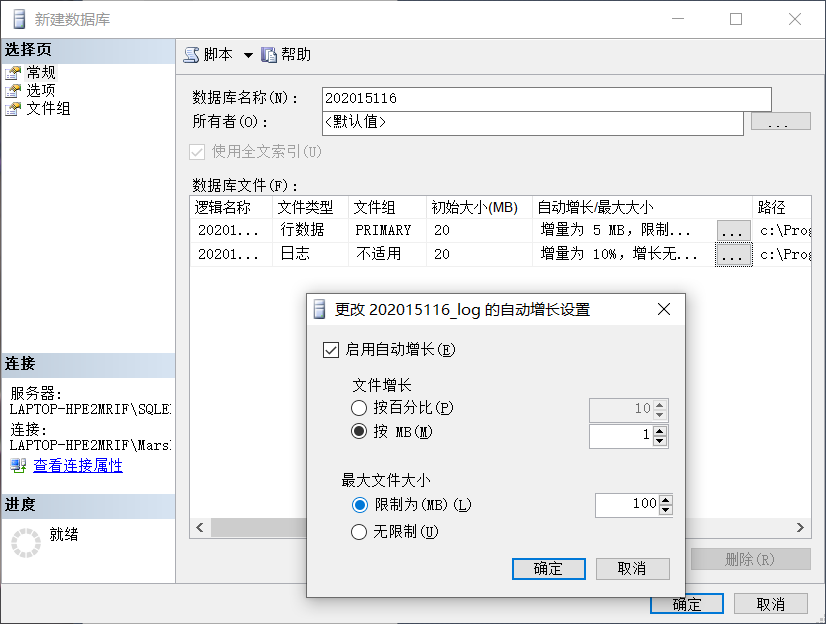 新建数据库
选择页
常规
选项
文件组
脚本 帮助
数据库名称(N): 202015116
所有者(O): <默认值> ...
使用全文索引(U)
数据库文件(F):
逻辑名称 文件类型 文件组 初始大小(MB) 自动增长/最大大小 路径
20201... 行数据 PRIMARY 20 增量为 5 MB，限制... ... c:\Prog
20201... 日志 不适用 20 增量为 10%，增长无... ... c:\Prog
更改 202015116_log 的自动增长设置
启用自动增长(E)
文件增长
按百分比(P) 10
按 MB(M) 1
最大文件大小
限制为(MB)(L) 100
无限制(U)
确定 取消
连接
服务器:
LAPTOP-HPE2MRIF\SQLE
连接:
LAPTOP-HPE2MRIF\Mars
查看连接属性
进度
就绪
删除(R)
确定 取消